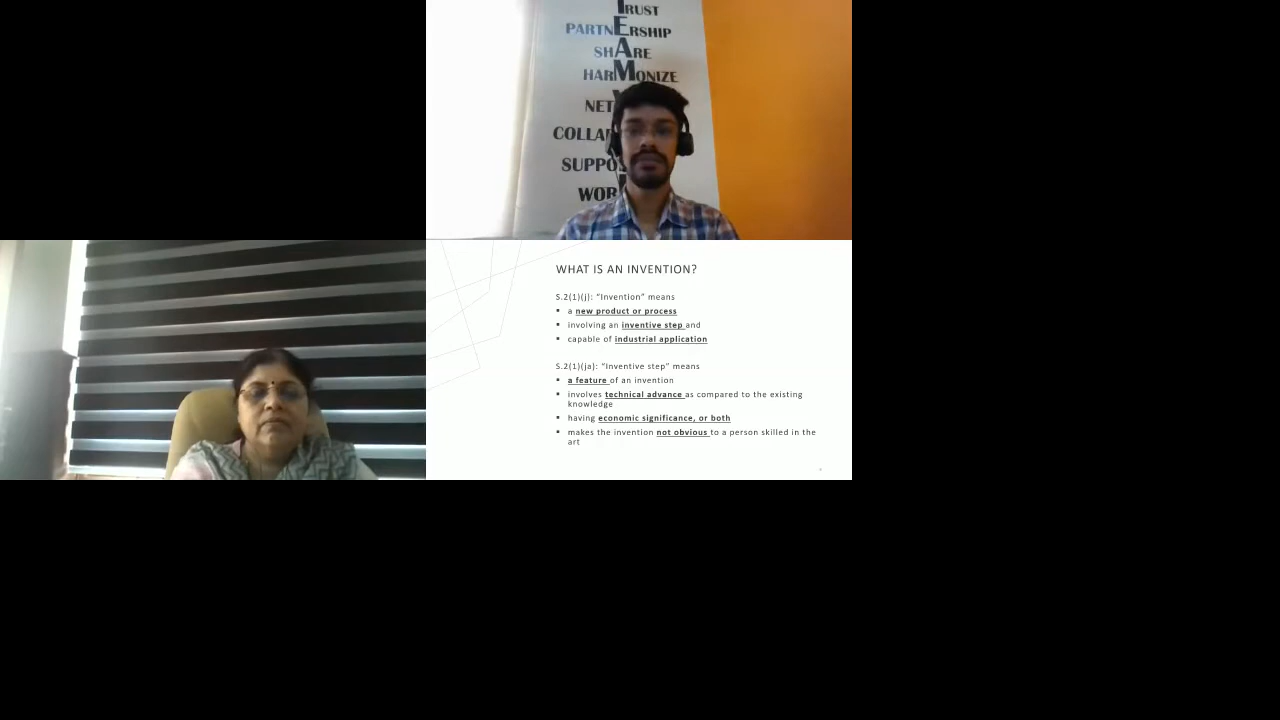 TRUST
PARTNERSHIP
SHARE
HARMONIZE
NET
COLLA
SUPPO
WOR
WHAT IS AN INVENTION?
S.2(1)(j): “Invention” means
▪ a new product or process
▪ involving an inventive step and
▪ capable of industrial application
S.2(1)(ja): “Inventive step” means
▪ a feature of an invention
▪ involves technical advance as compared to the existing
knowledge
▪ having economic significance, or both
▪ makes the invention not obvious to a person skilled in the
art